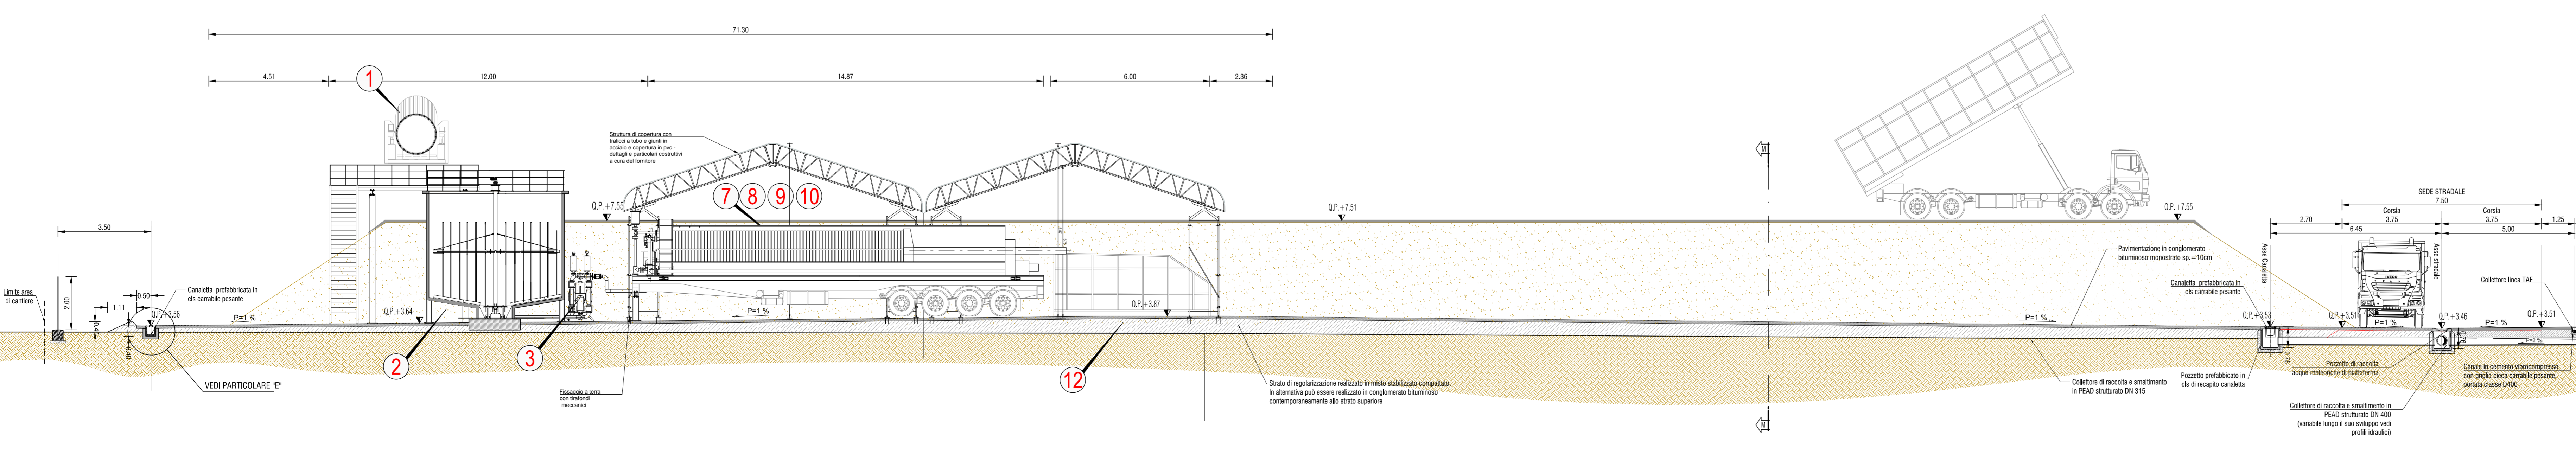 71.30
4.51
12.00
14.87
6.00
2.36
1
Struttura di copertura con
tralicci a tubo e giunti in
acciaio e copertura in pvc -
dettagli e particolari costruttivi
a cura del fornitore
M
7
8
9
10
SEDE STRADALE
7.50
Corsia
Corsia
2.70
3.75
3.75
1.25
6.45
5.00
Q.P.+7.55
Q.P.+7.51
Q.P.+7.55
3.50
Asse Canaletta
Asse stradale
Pavimentazione in conglomerato
bituminoso monostrato sp.=10cm
IVECO
Limite area
di cantiere
2.00
0.50
1.11
Canaletta prefabbricata in
cls carrabile pesante
Canaletta prefabbricata in
cls carrabile pesante
Collettore linea TAF
Q.P.+3.56
P=1 %
Q.P.+3.64
P=1 %
Q.P.+3.87
P=1 %
Q.P.+3.53
Q.P.+3.51
P=1 %
Q.P.+3.46
P=1 %
Q.P.+3.51
P=2 %
0.40
0.78
2
3
12
VEDI PARTICOLARE "E"
Fissaggio a terra
con tirafondi
meccanici
Strato di regolarizzazione realizzato in misto stabilizzato compattato.
In alternativa può essere realizzato in conglomerato bituminoso
contemporaneamente allo strato superiore
M
Collettore di raccolta e smaltimento
in PEAD strutturato DN 315
Pozzetto prefabbricato in
cls di recapito canaletta
Pozzetto di raccolta
acque meteoriche di piattaforma
Canale in cemento vibrocompresso
con griglia cieca carrabile pesante,
portata classe D400
Collettore di raccolta e smaltimento in
PEAD strutturato DN 400
(variabile lungo il suo sviluppo vedi
profili idraulici)